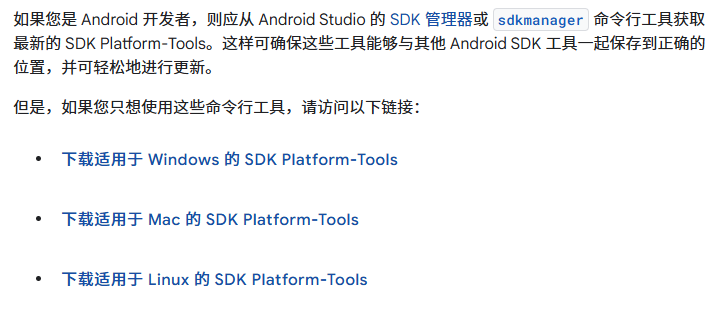 如果您是 Android 开发者，则应从 Android Studio 的 SDK 管理器或 sdkmanager 命令行工具获取
最新的 SDK Platform-Tools。这样可确保这些工具能够与其他 Android SDK 工具一起保存到正确的
位置，并可轻松地进行更新。
但是，如果您只想使用这些命令行工具，请访问以下链接：
• 下载适用于 Windows 的 SDK Platform-Tools
• 下载适用于 Mac 的 SDK Platform-Tools
• 下载适用于 Linux 的 SDK Platform-Tools